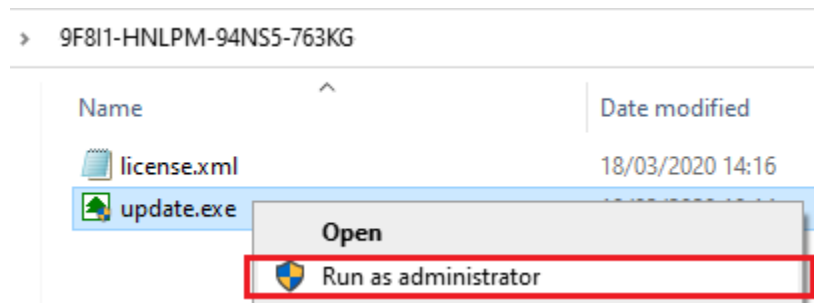 9F8I1-HNLPM-94NS5-763KG
Name Date modified
license.xml 18/03/2020 14:16
update.exe
Open
Run as administrator